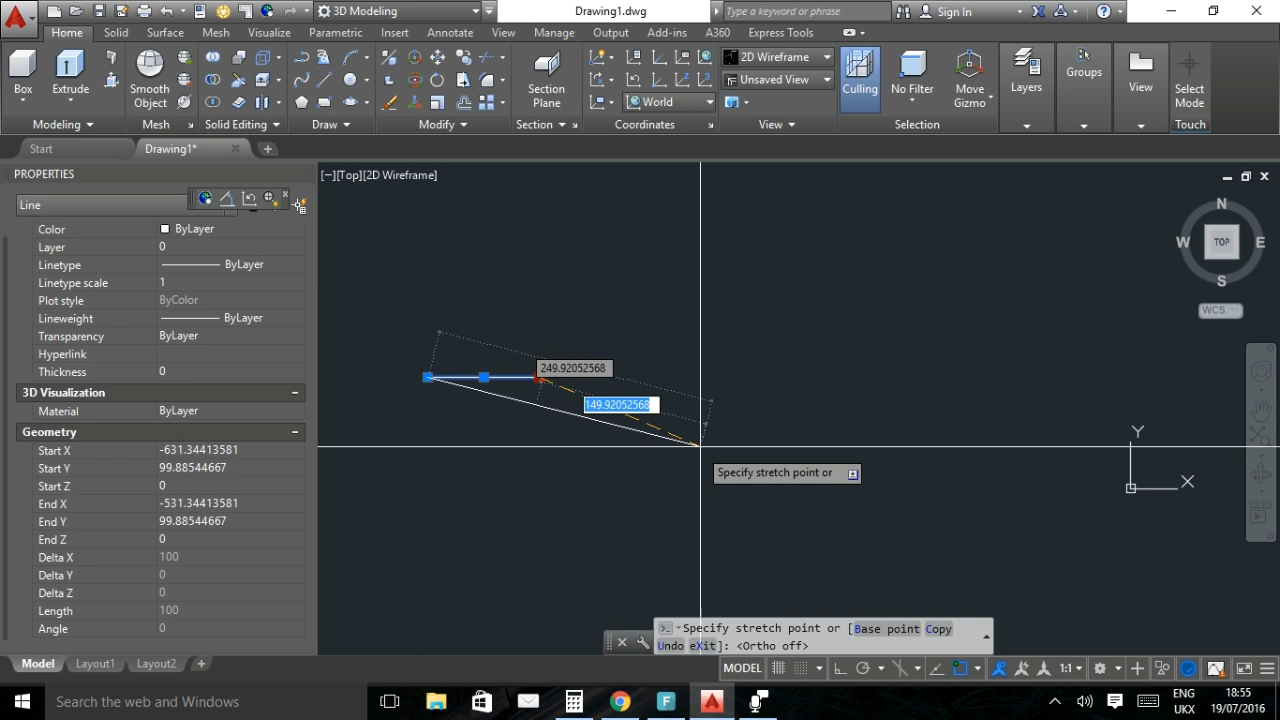 3D Modeling
Drawing1.dwg
Type a keyword or phrase
Sign In
Home
Solid
Surface
Mesh
Visualize
Parametric
Insert
Annotate
View
Manage
Output
Add-ins
A360
Express Tools
Box
Extrude
Smooth
Object
Section
Plane
World
2D Wireframe
Unsaved View
Culling
No Filter
Move
Gizmo
Layers
Groups
View
Select
Mode
Modeling
Mesh
Solid Editing
Draw
Modify
Section
Coordinates
View
Selection
Touch
Start
Drawing1*
PROPERTIES
[−][Top][2D Wireframe]
Line
Color ByLayer
Layer 0
Linetype ByLayer
Linetype scale 1
Plot style ByColor
Lineweight ByLayer
Transparency ByLayer
Hyperlink
Thickness 0
3D Visualization
Material ByLayer
Geometry
Start X -631.34413581
Start Y 99.88544667
Start Z 0
End X -531.34413581
End Y 99.88544667
End Z 0
Delta X 100
Delta Y 0
Delta Z 0
Length 100
Angle 0
N
W TOP E
S
WCS
249.92052568
149.92052568
Specify stretch point or
Y
X
Specify stretch point or [Base point Copy
Undo eXit]: <Ortho off>
Model
Layout1
Layout2
MODEL
1:1
Search the web and Windows
ENG
UKX
18:55
19/07/2016